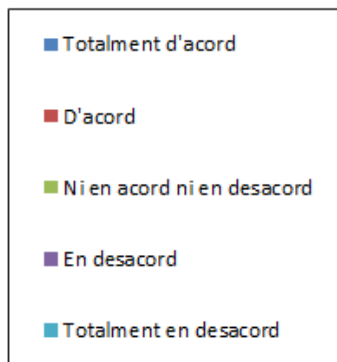 Totalment d'acord
D'acord
Ni en acord ni en desacord
En desacord
Totalment en desacord